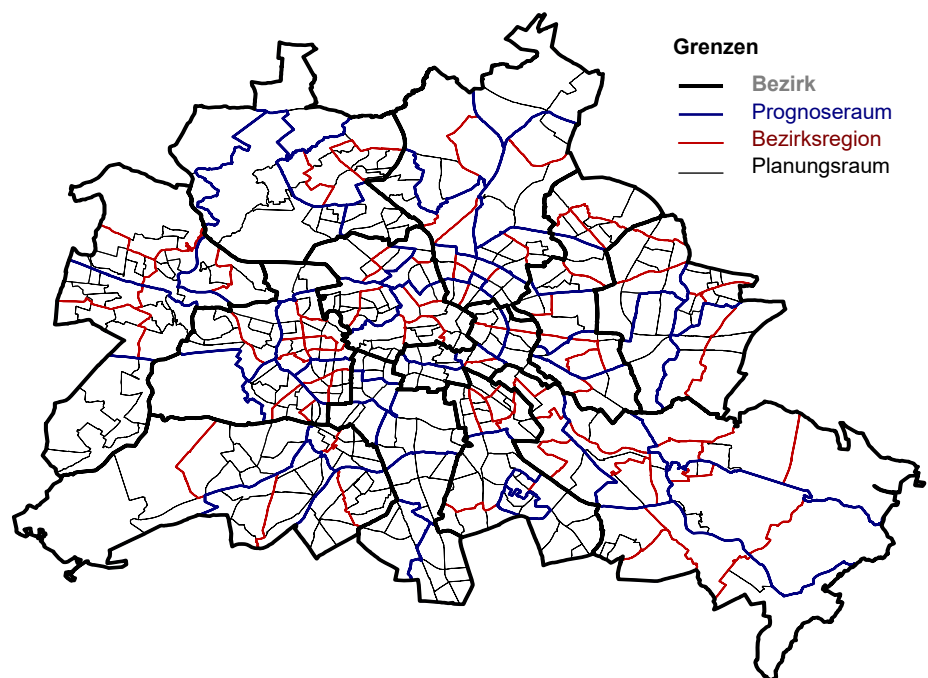 Grenzen
Bezirk
Prognoseraum
Bezirksregion
Planungsraum